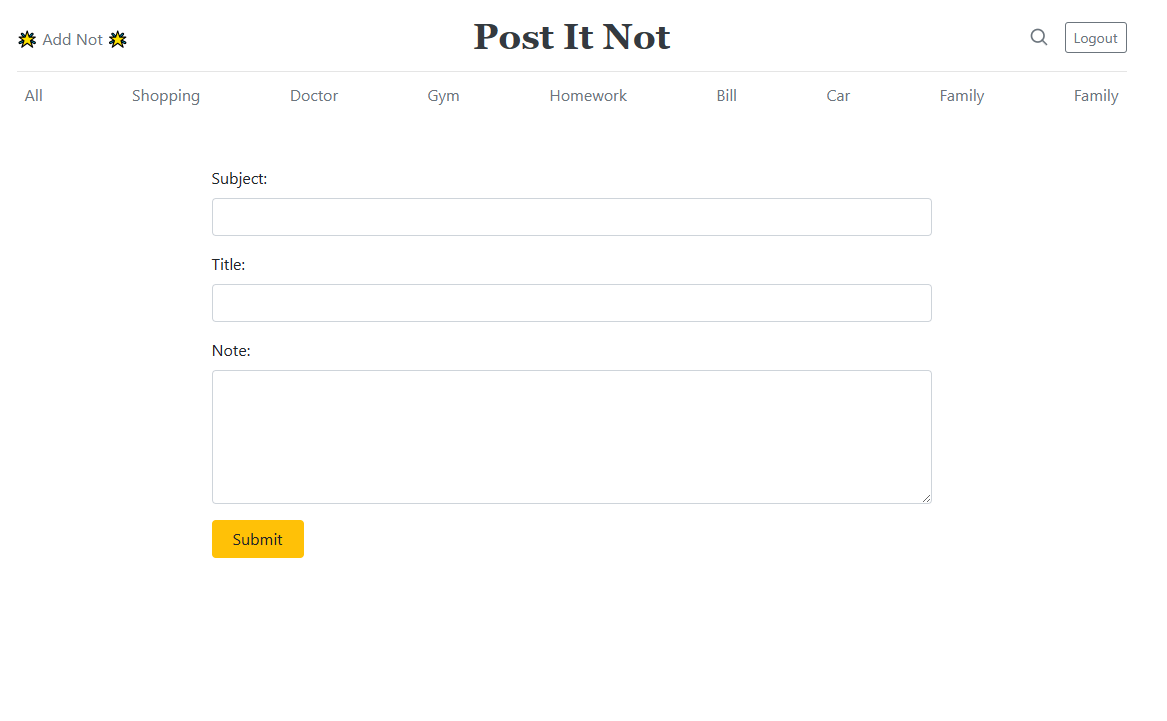 🌟 Add Not 🌟 Post It Not Logout
All Shopping Doctor Gym Homework Bill Car Family Family
Subject:
Title:
Note:
Submit